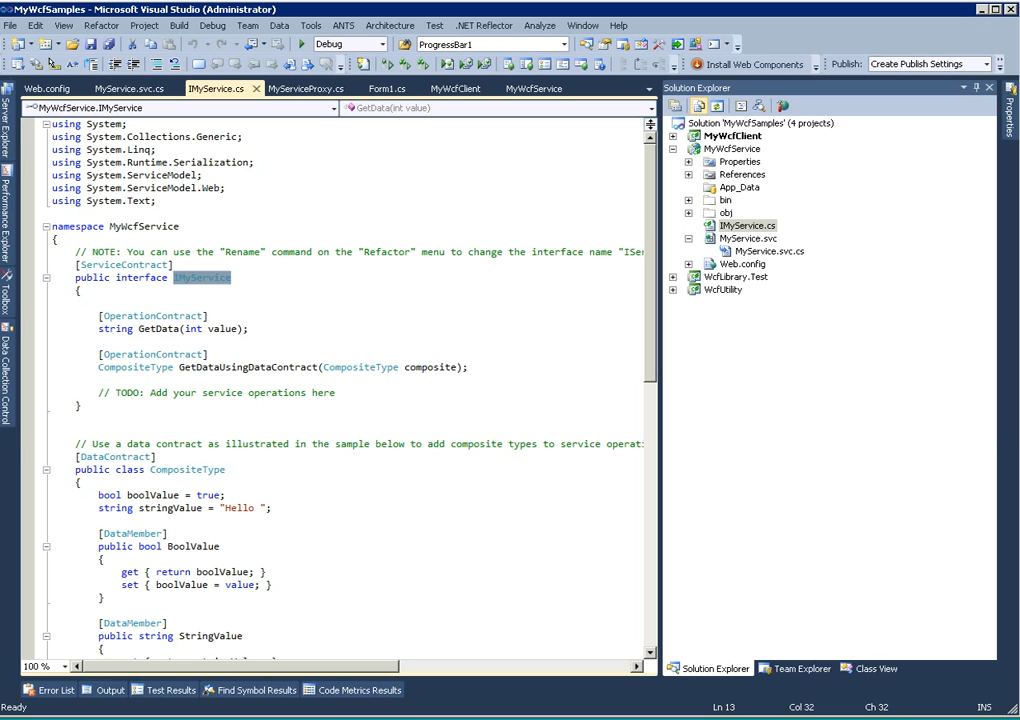 MyWcfSamples - Microsoft Visual Studio (Administrator)
File Edit View Refactor Project Build Debug Team Data Tools ANTS Architecture Test .NET Reflector Analyze Window Help
Debug ProgressBar1
Install Web Components Publish: Create Publish Settings
Web.config MyService.svc.cs IMyService.cs MyServiceProxy.cs Form1.cs MyWcfClient MyWcfService
MyWcfService.IMyService GetData(int value)
using System;
using System.Collections.Generic;
using System.Linq;
using System.Runtime.Serialization;
using System.ServiceModel;
using System.ServiceModel.Web;
using System.Text;
namespace MyWcfService
{
// NOTE: You can use the "Rename" command on the "Refactor" menu to change the interface name "ISer
[ServiceContract]
public interface IMyService
{
[OperationContract]
string GetData(int value);
[OperationContract]
CompositeType GetDataUsingDataContract(CompositeType composite);
// TODO: Add your service operations here
}
// Use a data contract as illustrated in the sample below to add composite types to service operati
[DataContract]
public class CompositeType
{
bool boolValue = true;
string stringValue = "Hello ";
[DataMember]
public bool BoolValue
{
get { return boolValue; }
set { boolValue = value; }
}
[DataMember]
public string StringValue
{
100 %
Server Explorer
Performance Explorer
Toolbox
Data Collection Control
Solution Explorer
Solution 'MyWcfSamples' (4 projects)
MyWcfClient
MyWcfService
Properties
References
App_Data
bin
obj
IMyService.cs
MyService.svc
MyService.svc.cs
Web.config
WcfLibrary.Test
WcfUtility
Properties
Solution Explorer Team Explorer Class View
Error List Output Test Results Find Symbol Results Code Metrics Results
Ready Ln 13 Col 32 Ch 32 INS